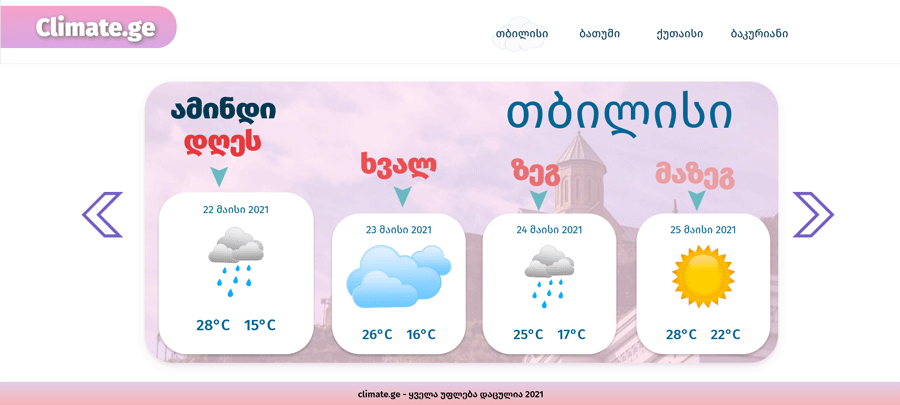 Climate.ge
თბილისი ბათუმი ქუთაისი ბაკურიანი
ამინდი
თბილისი
დღეს
ხვალ
ზეგ
მაზეგ
22 მაისი 2021
23 მაისი 2021
24 მაისი 2021
25 მაისი 2021
28°C 15°C
26°C 16°C
25°C 17°C
28°C 22°C
climate.ge - ყველა უფლება დაცულია 2021